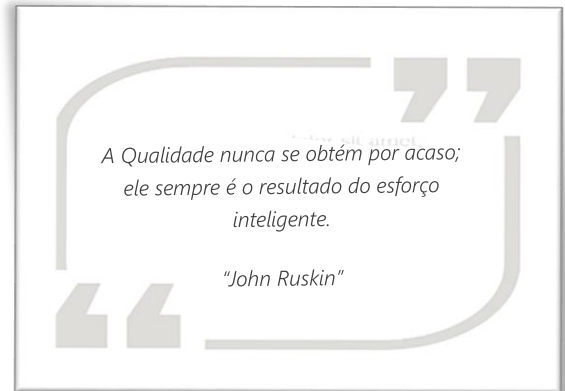 A Qualidade nunca se obtém por acaso;
ele sempre é o resultado do esforço
inteligente.
“John Ruskin”